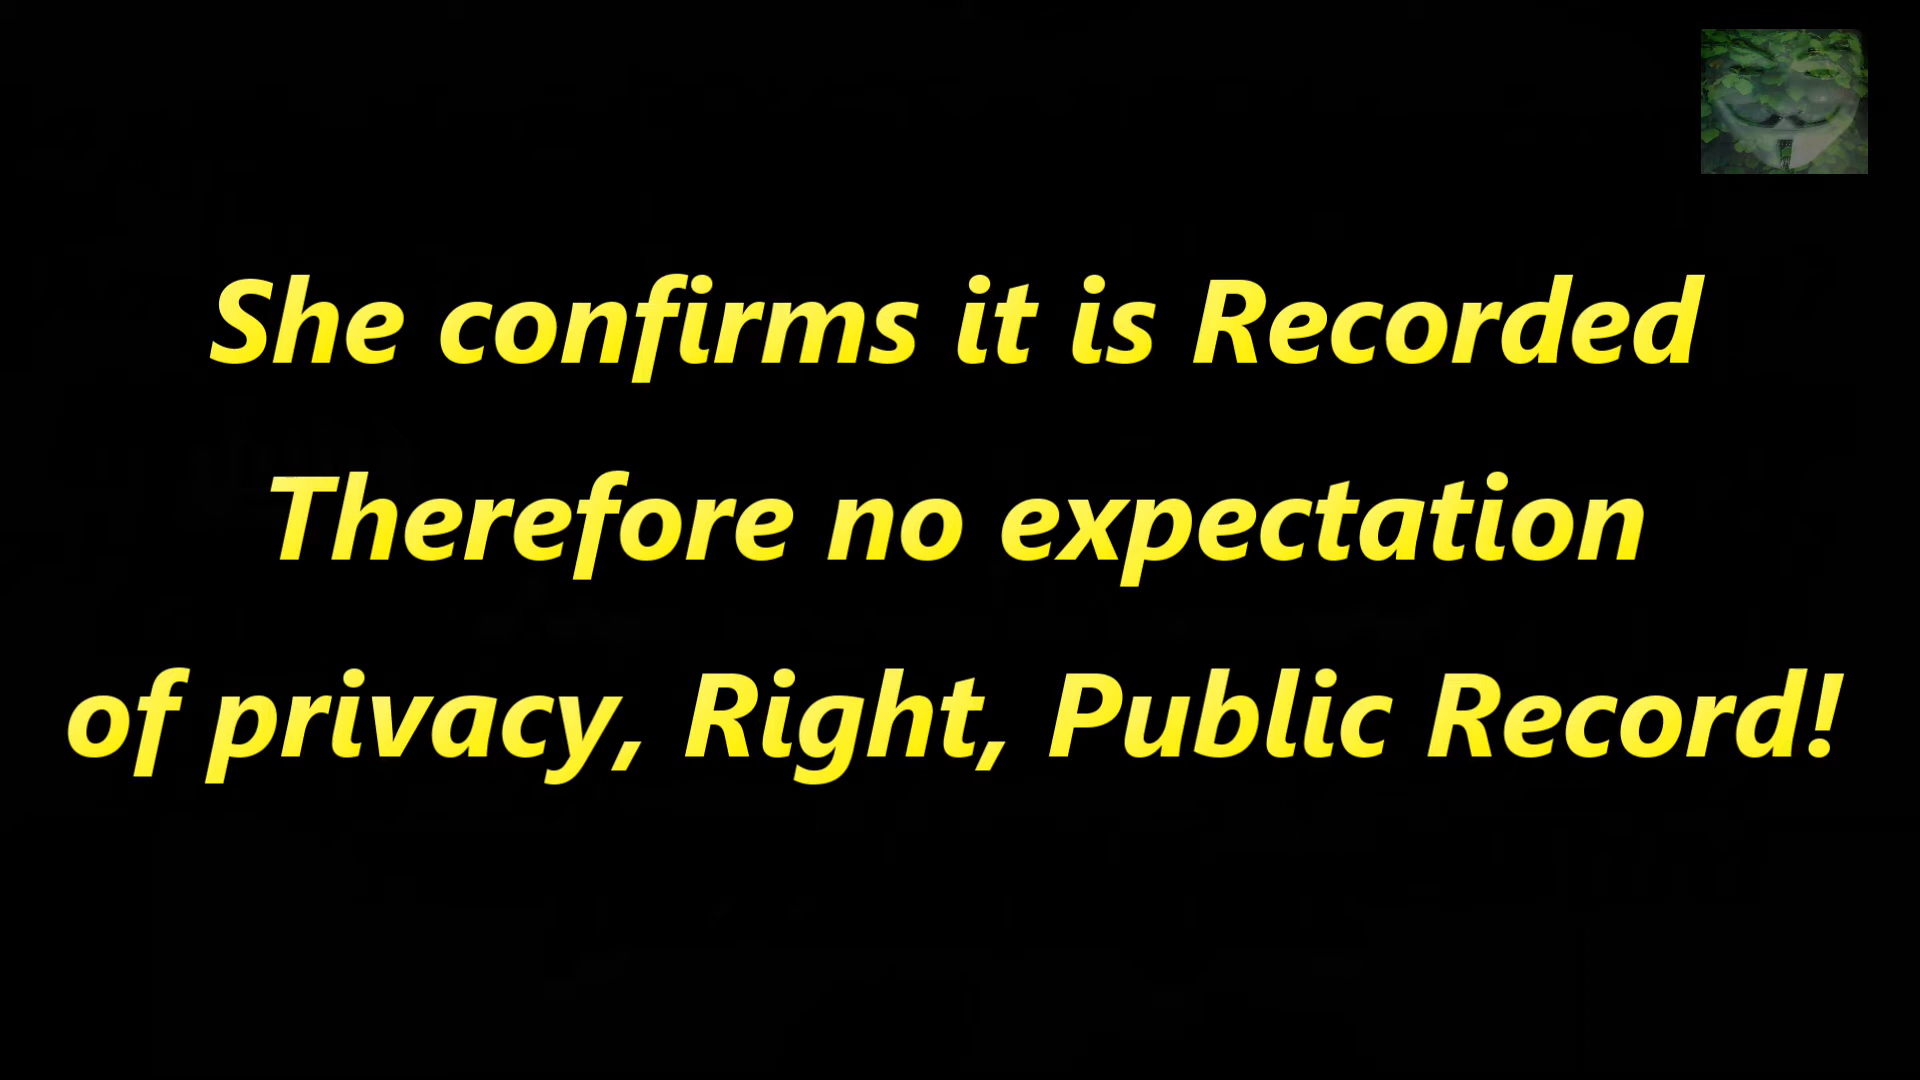 She confirms it is Recorded
Therefore no expectation
of privacy, Right, Public Record!